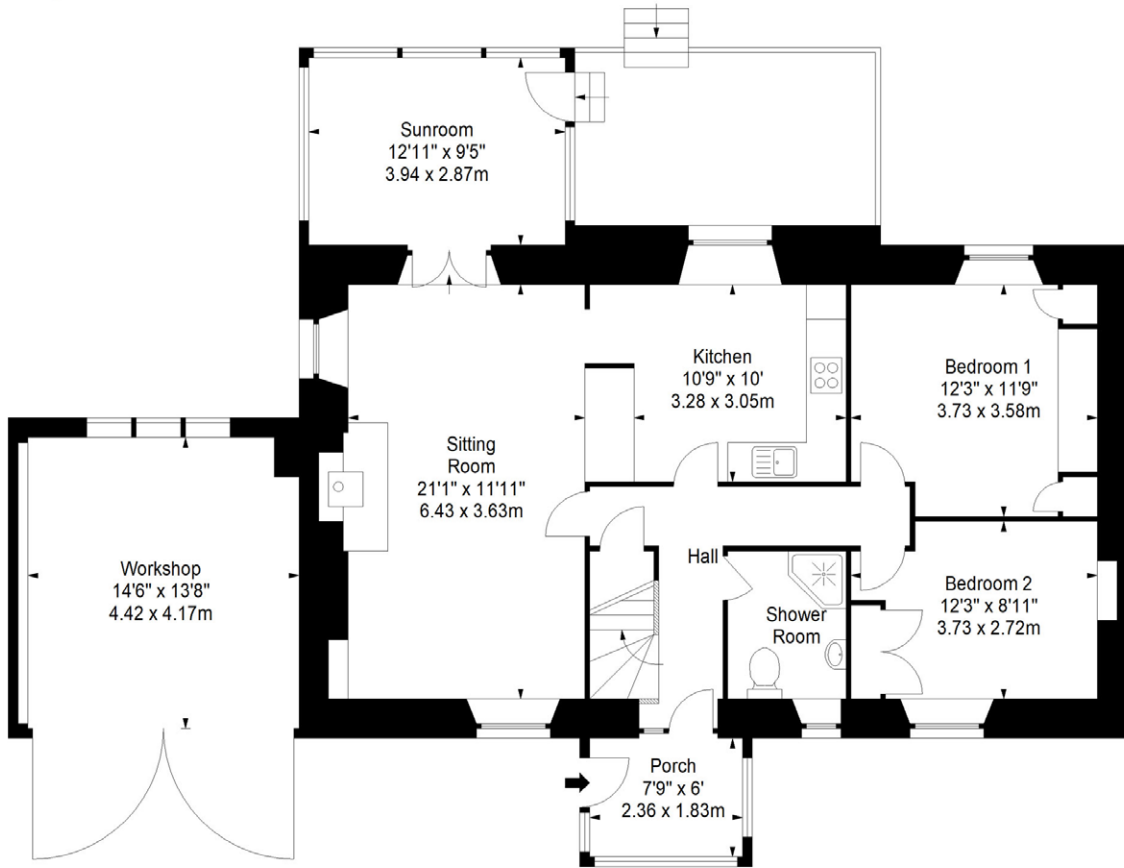 Sunroom
12'11" x 9'5"
3.94 x 2.87m
Kitchen
10'9" x 10'
3.28 x 3.05m
Bedroom 1
12'3" x 11'9"
3.73 x 3.58m
Sitting
Room
21'1" x 11'11"
6.43 x 3.63m
Workshop
14'6" x 13'8"
4.42 x 4.17m
Hall
Shower
Room
Bedroom 2
12'3" x 8'11"
3.73 x 2.72m
Porch
7'9" x 6'
2.36 x 1.83m